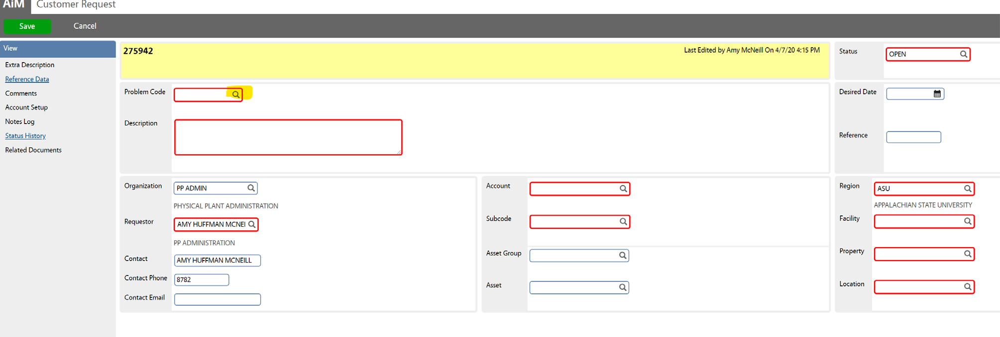 AiM Customer Request
Save Cancel
View
Extra Description
Reference Data
Comments
Account Setup
Notes Log
Status History
Related Documents
275942
Last Edited by Amy McNeill On 4/7/20 4:15 PM
Status OPEN
Problem Code
Description
Desired Date
Reference
Organization PP ADMIN
PHYSICAL PLANT ADMINISTRATION
Requestor AMY HUFFMAN MCNEI
PP ADMINISTRATION
Contact AMY HUFFMAN MCNEILL
Contact Phone 8782
Contact Email
Account
Subcode
Asset Group
Asset
Region ASU
APPALACHIAN STATE UNIVERSITY
Facility
Property
Location